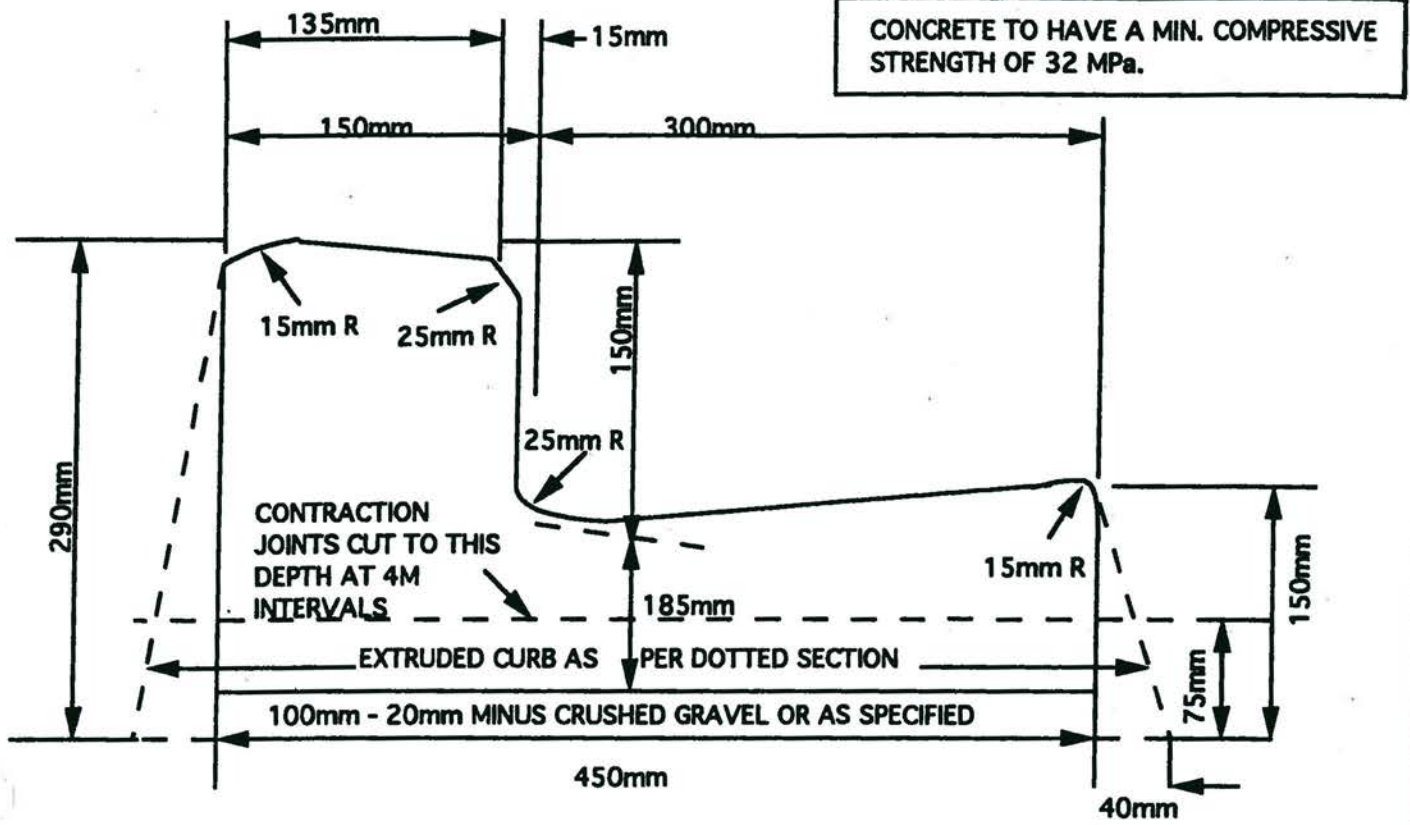 135mm
15mm
CONCRETE TO HAVE A MIN. COMPRESSIVE
STRENGTH OF 32 MPa.
150mm
300mm
15mm R
25mm R
150mm
25mm R
290mm
CONTRACTION
JOINTS CUT TO THIS
DEPTH AT 4M
INTERVALS
185mm
15mm R
150mm
EXTRUDED CURB AS PER DOTTED SECTION
75mm
100mm - 20mm MINUS CRUSHED GRAVEL OR AS SPECIFIED
450mm
40mm